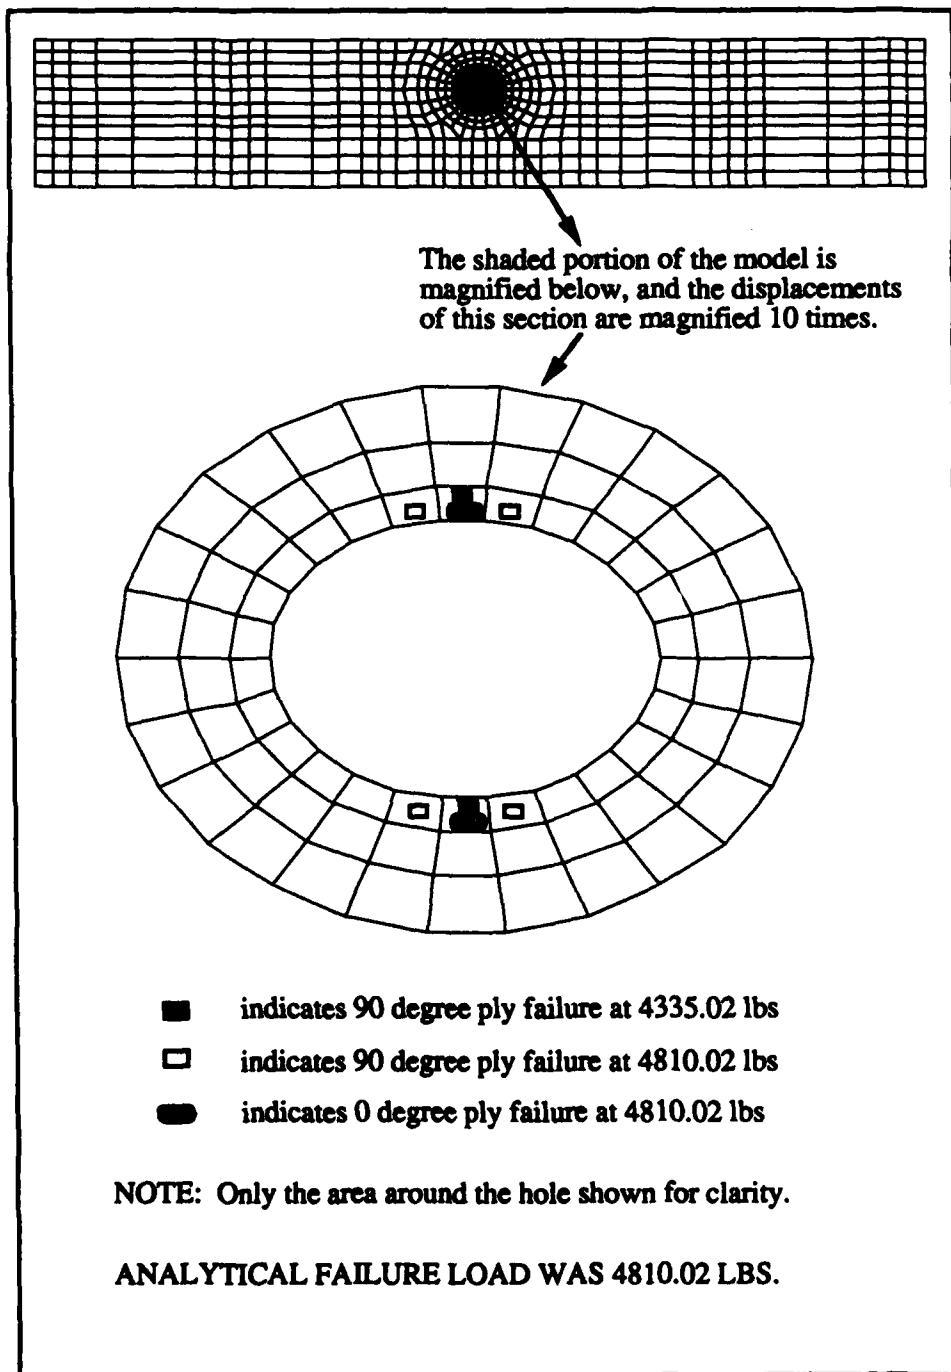 The shaded portion of the model is
magnified below, and the displacements
of this section are magnified 10 times.
indicates 90 degree ply failure at 4335.02 lbs
indicates 90 degree ply failure at 4810.02 lbs
indicates 0 degree ply failure at 4810.02 lbs
NOTE: Only the area around the hole shown for clarity.
ANALYTICAL FAILURE LOAD WAS 4810.02 LBS.